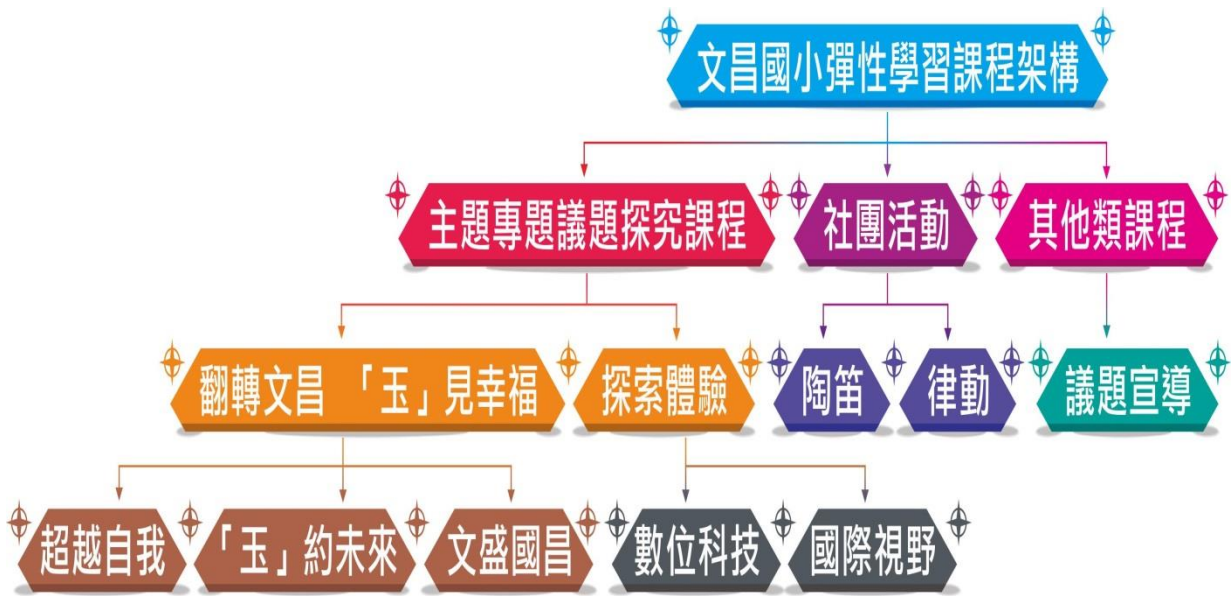 文昌國小彈性學習課程架構
主題專題議題探究課程
社團活動
其他類課程
翻轉文昌 「玉」見幸福
探索體驗
陶笛
律動
議題宣導
超越自我
「玉」約未來
文盛國昌
數位科技
國際視野